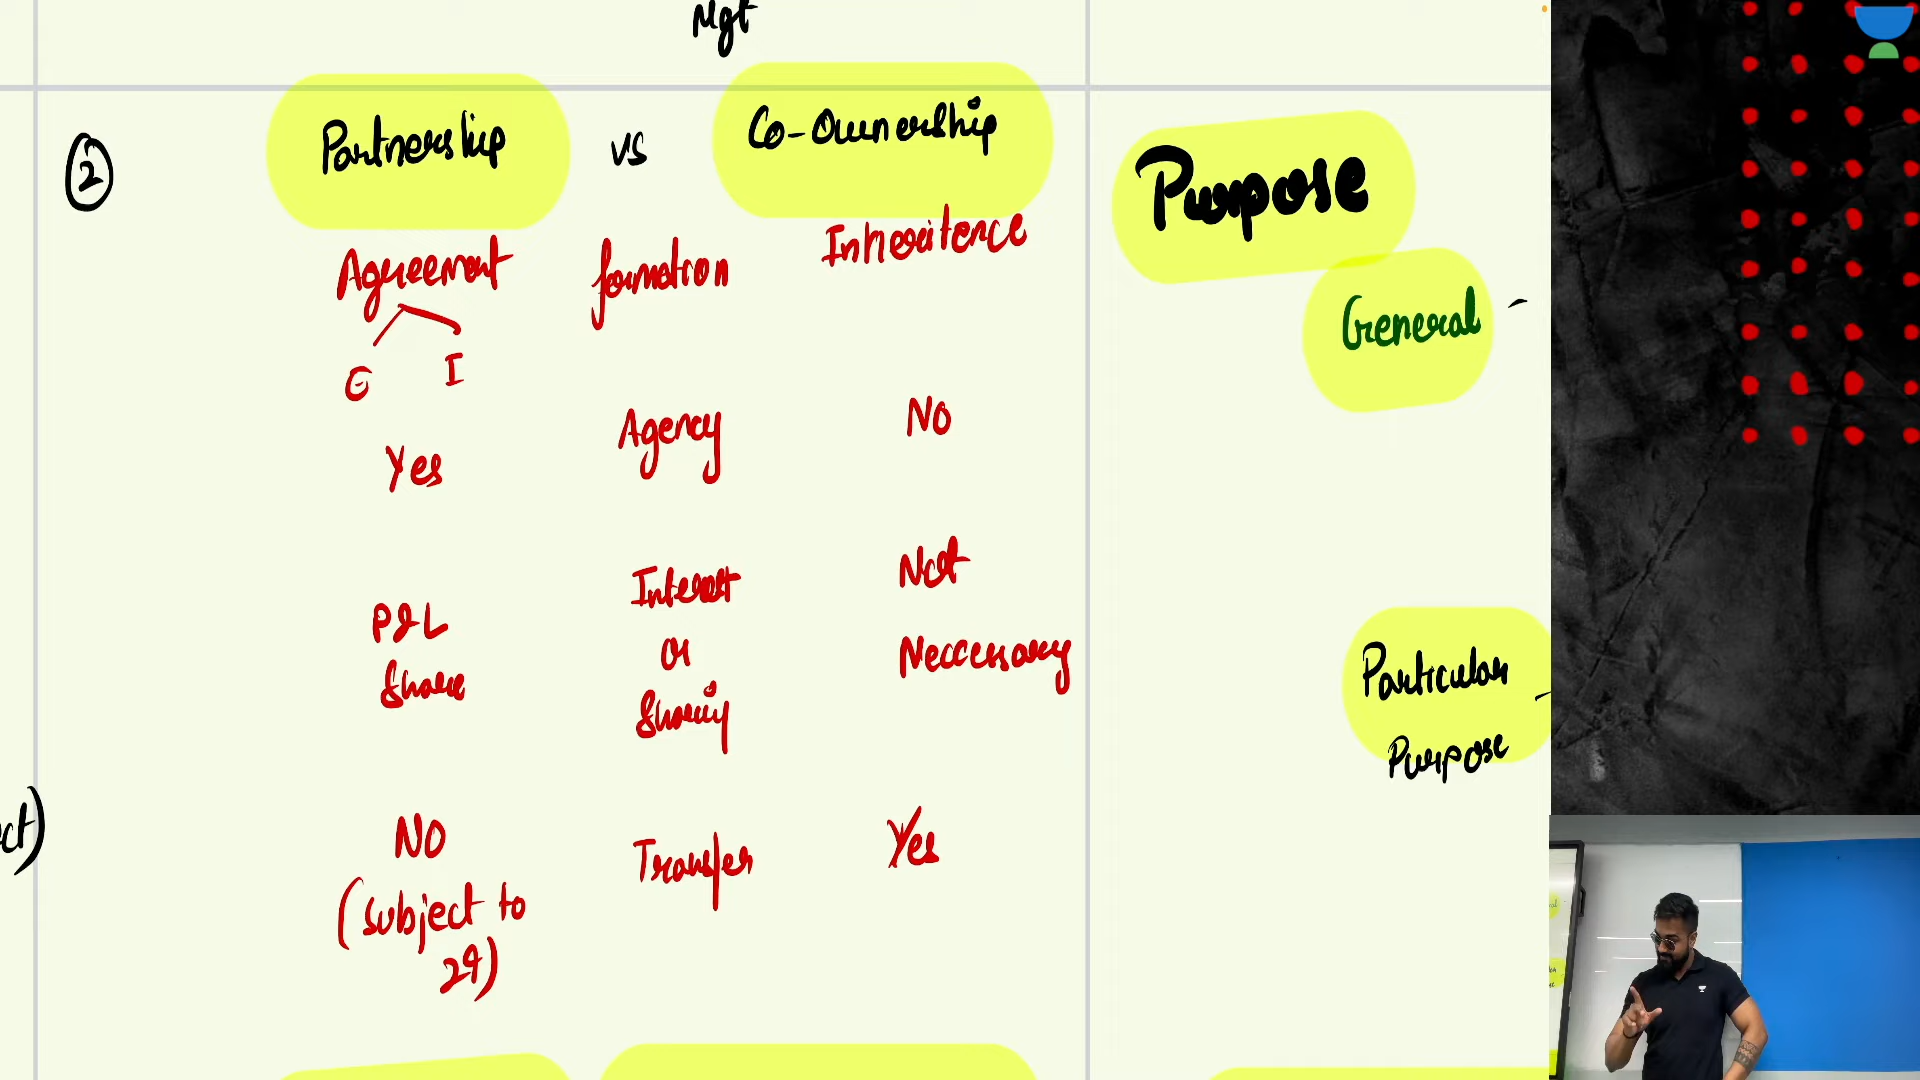 Mgt
② Partnership vs Co-Ownership
Agreement formation Inheritence
E I
Yes Agency No
P&L Share
Interest or Sharing
Not Neccessary
NO (Subject to 29)
Transfer
Yes
Purpose
General -
Particular Purpose -
ct)